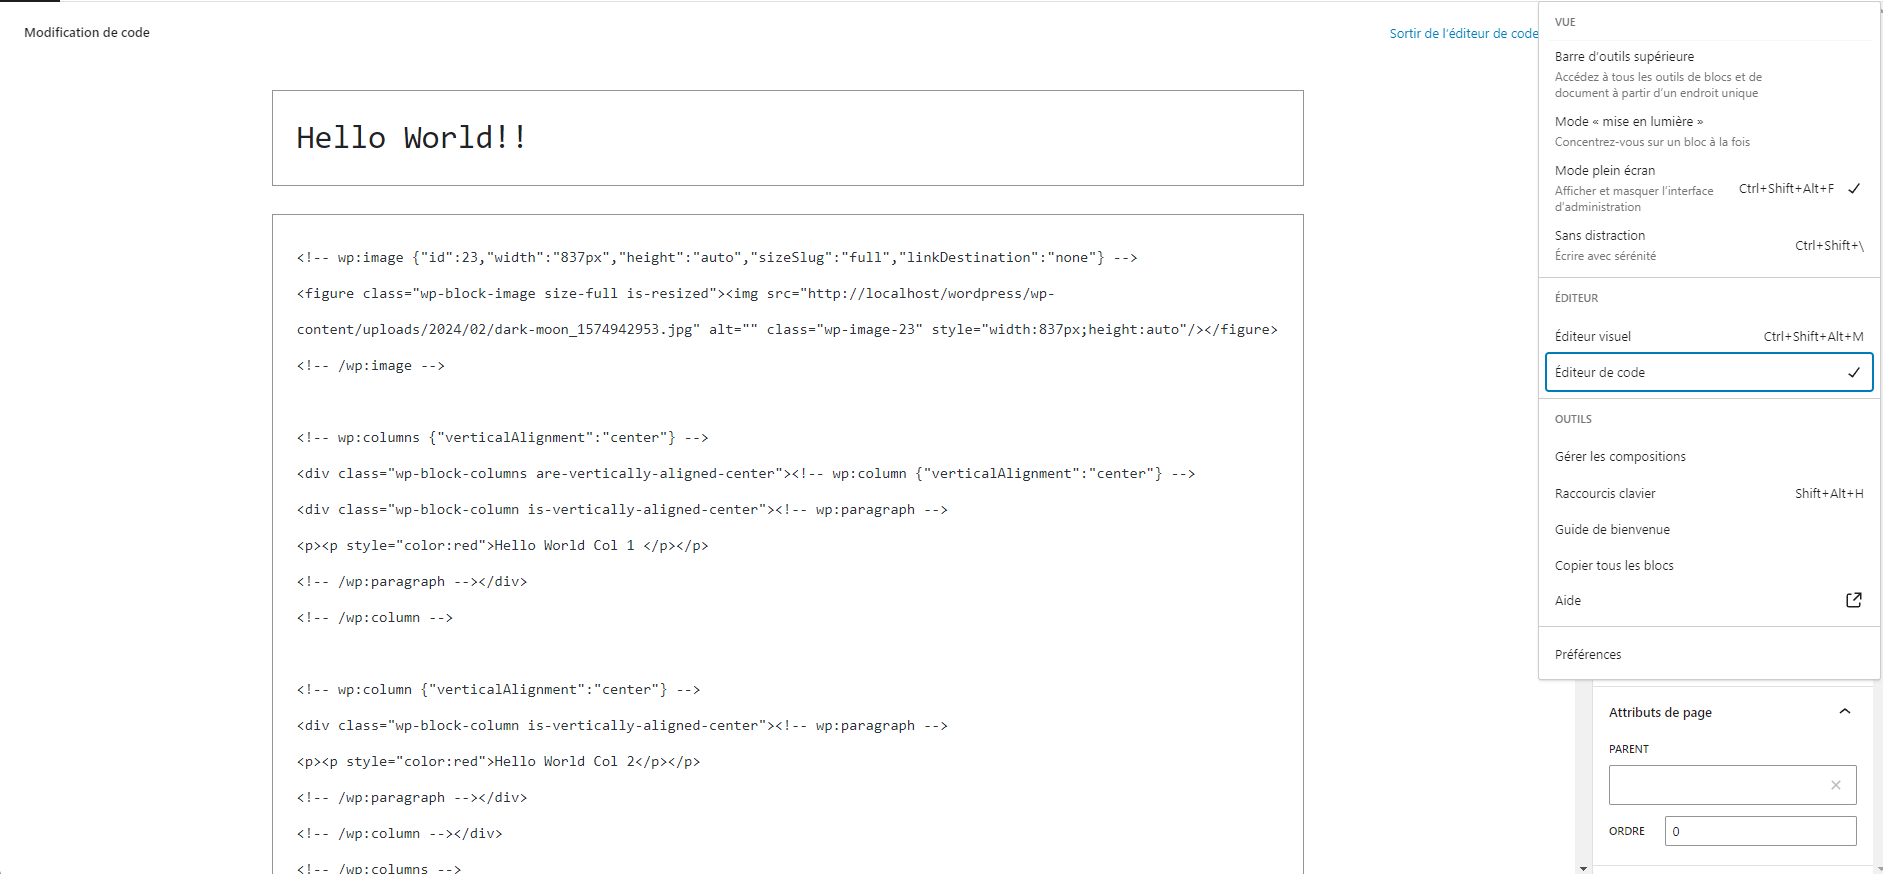 Modification de code
Sortir de l'éditeur de code
Hello World!!
<!-- wp:image {"id":23,"width":"837px","height":"auto","sizeSlug":"full","linkDestination":"none"} -->
<figure class="wp-block-image size-full is-resized"><img src="http://localhost/wordpress/wp-
content/uploads/2024/02/dark-moon_1574942953.jpg" alt="" class="wp-image-23" style="width:837px;height:auto"/></figure>
<!-- /wp:image -->
<!-- wp:columns {"verticalAlignment":"center"} -->
<div class="wp-block-columns are-vertically-aligned-center"><!-- wp:column {"verticalAlignment":"center"} -->
<div class="wp-block-column is-vertically-aligned-center"><!-- wp:paragraph -->
<p><p style="color:red">Hello World Col 1 </p></p>
<!-- /wp:paragraph --></div>
<!-- /wp:column -->
<!-- wp:column {"verticalAlignment":"center"} -->
<div class="wp-block-column is-vertically-aligned-center"><!-- wp:paragraph -->
<p><p style="color:red">Hello World Col 2</p></p>
<!-- /wp:paragraph --></div>
<!-- /wp:column --></div>
<!-- /wp:columns -->
VUE
Barre d'outils supérieure
Accédez à tous les outils de blocs et de
document à partir d'un endroit unique
Mode « mise en lumière »
Concentrez-vous sur un bloc à la fois
Mode plein écran
Afficher et masquer l'interface
d'administration
Ctrl+Shift+Alt+F
Sans distraction
Écrire avec sérénité
Ctrl+Shift+\
ÉDITEUR
Éditeur visuel Ctrl+Shift+Alt+M
Éditeur de code
OUTILS
Gérer les compositions
Raccourcis clavier Shift+Alt+H
Guide de bienvenue
Copier tous les blocs
Aide
Préférences
Attributs de page
PARENT
ORDRE 0